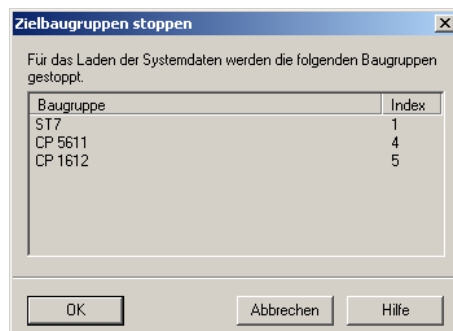 Zielbaugruppen stoppen
Für das Laden der Systemdaten werden die folgenden Baugruppen
gestoppt.
Baugruppe Index
ST7 1
CP 5611 4
CP 1612 5
OK Abbrechen Hilfe